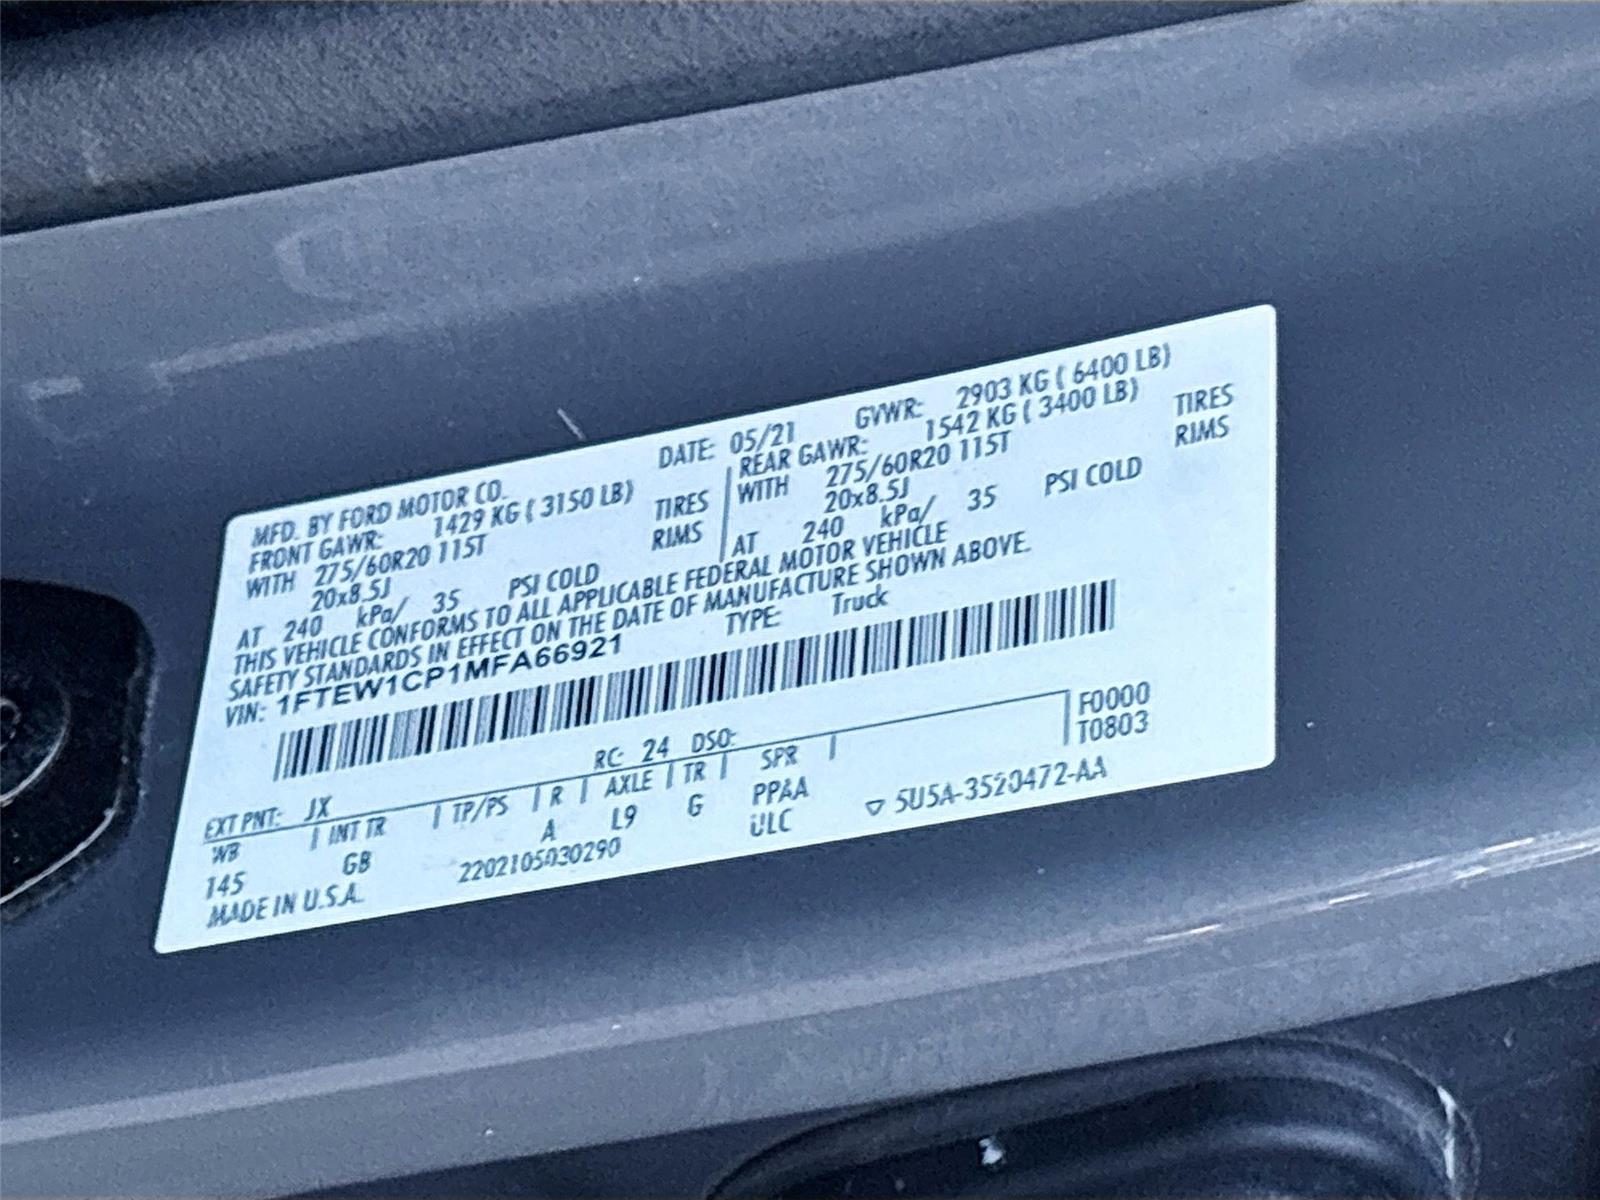 MFD. BY FORD MOTOR CO. DATE: 05/21 GVWR: 2903 KG ( 6400 LB)
FRONT GAWR: 1429 KG ( 3150 LB) REAR GAWR: 1542 KG ( 3400 LB)
WITH 275/60R20 115T TIRES WITH 275/60R20 115T TIRES
20x8.5J RIMS 20x8.5J RIMS
AT 240 kPa/ 35 PSI COLD AT 240 kPa/ 35 PSI COLD
THIS VEHICLE CONFORMS TO ALL APPLICABLE FEDERAL MOTOR VEHICLE
SAFETY STANDARDS IN EFFECT ON THE DATE OF MANUFACTURE SHOWN ABOVE.
VIN: 1FTEW1CP1MFA66921 TYPE: Truck
F0000
T0803
EXT PNT: JX RC: 24 DSO:
WB INT TR TP/PS R AXLE TR SPR
145 GB A L9 G PPAA
ULC
MADE IN U.S.A. 2202105030290 5U5A-3520472-AA